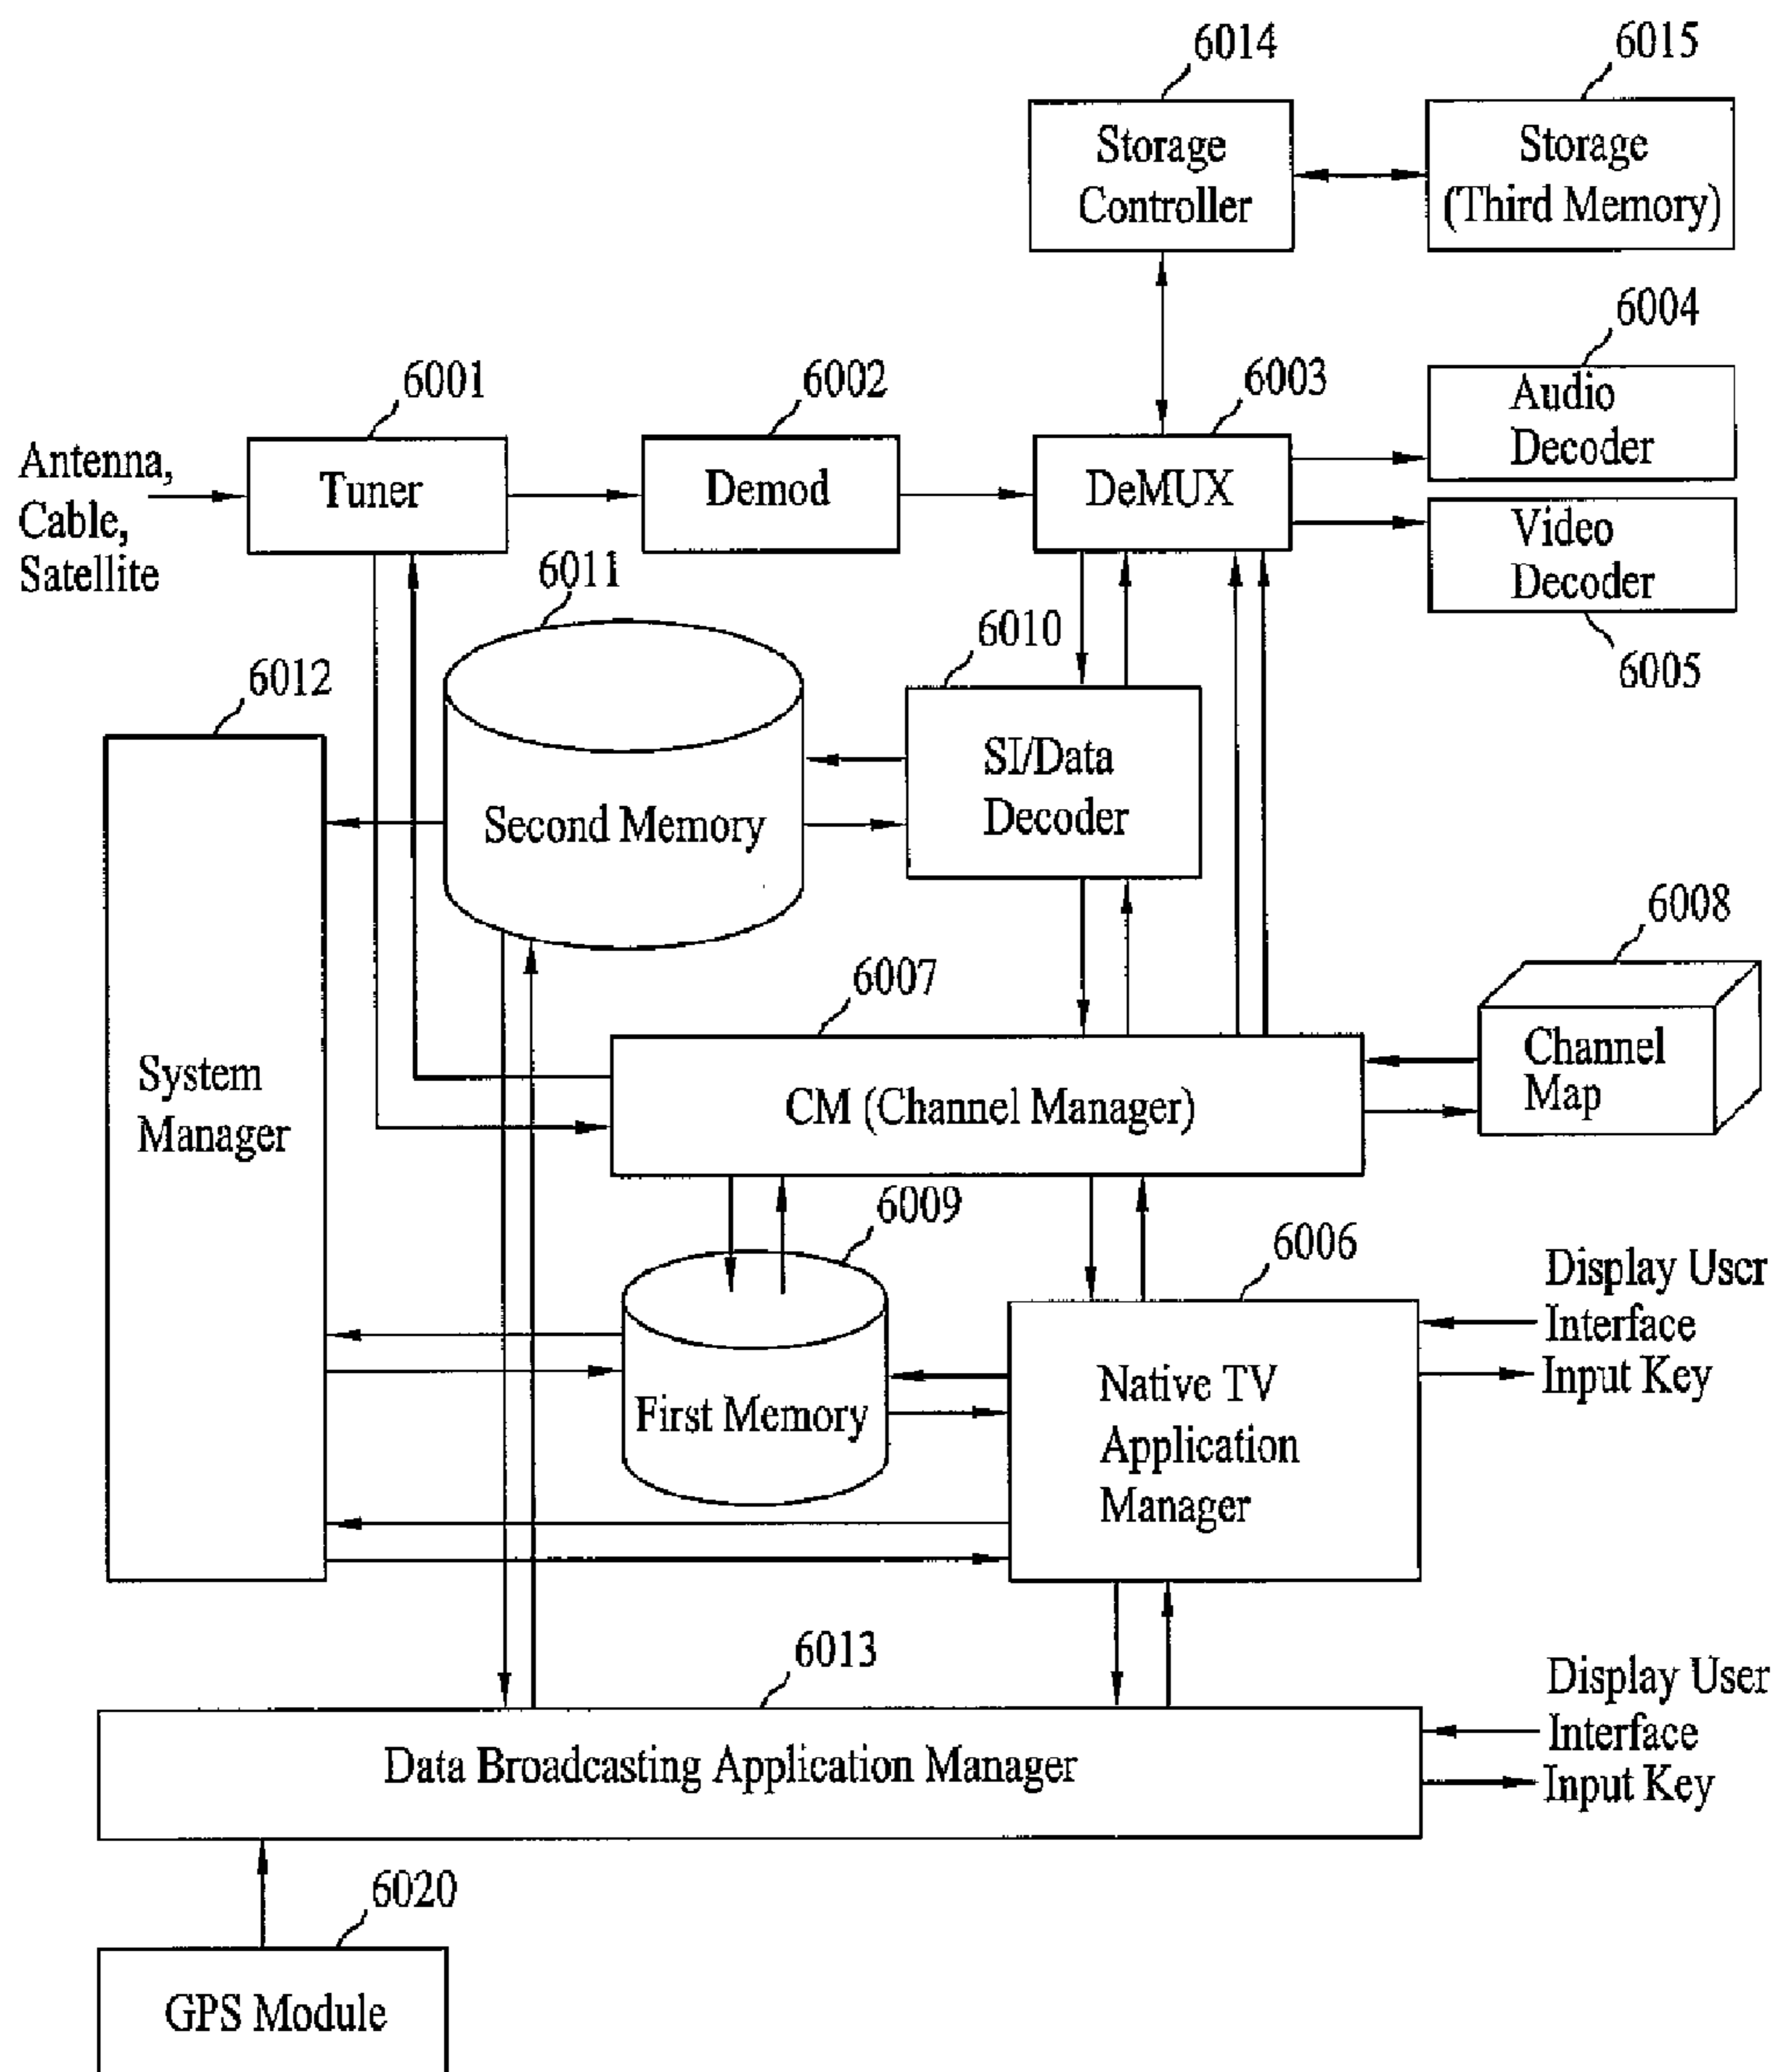 6014
6015
Storage
Controller
Storage
(Third Memory)
6004
6001
6002
6003
Audio
Decoder
Antenna,
Cable,
Satellite
Tuner
Demod
DeMUX
Video
Decoder
6005
6011
6010
6012
Second Memory
SI/Data
Decoder
6008
6007
System
Manager
CM (Channel Manager)
Channel
Map
6009
6006
Display User
Interface
Input Key
First Memory
Native TV
Application
Manager
6013
Display User
Interface
Input Key
Data Broadcasting Application Manager
6020
GPS Module